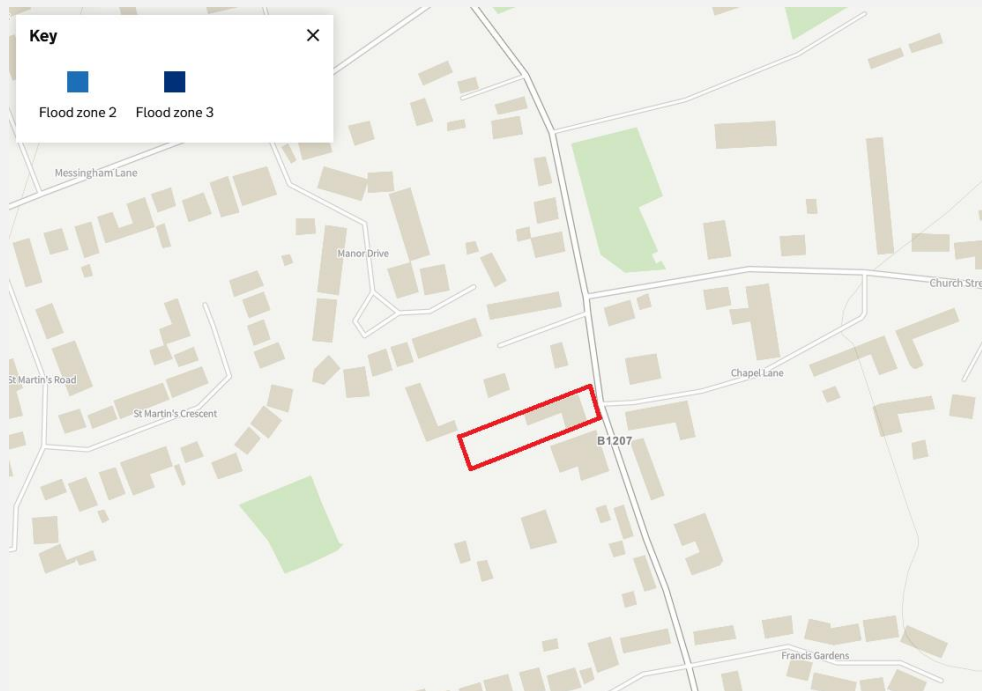 Key
Flood zone 2
Flood zone 3
Messingham Lane
Manor Drive
Church Stre
St Martin's Road
Chapel Lane
St Martin's Crescent
B1207
Francis Gardens